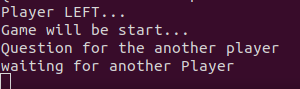 Player LEFT...
Game will be start...
Question for the another player
waiting for another Player